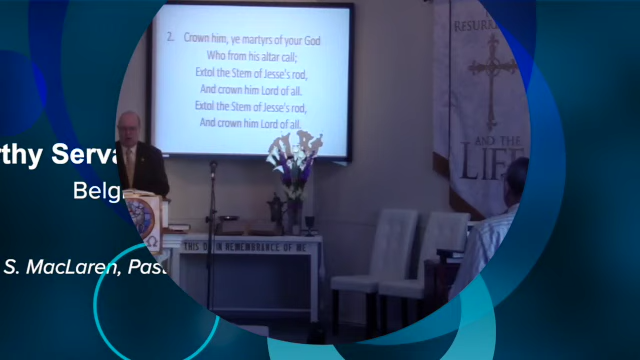 2. Crown him, ye martyrs of your God
Who from his altar call;
Extol the Stem of Jesse's rod,
And crown him Lord of all.
Extol the Stem of Jesse's rod,
And crown him Lord of all.
AND THE
LIFE
thy Serva
Belg
S. MacLaren, Past
THIS DO IN REMEMBRANCE OF ME